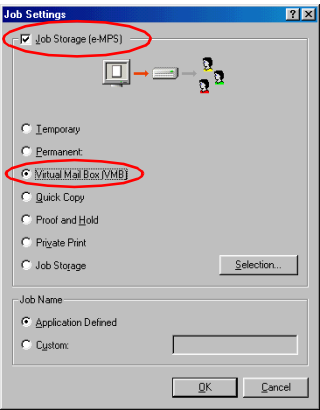 Job Settings
Job Storage (e-MPS)
Temporary
Permanent:
Virtual Mail Box (VMB)
Quick Copy
Proof and Hold
Private Print
Job Storage
Selection...
Job Name
Application Defined
Custom:
OK
Cancel